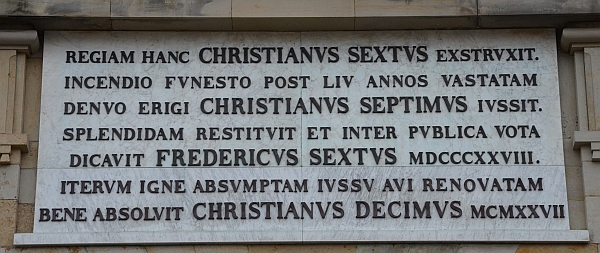 REGIAM HANC CHRISTIANVS SEXTVS EXSTRVXIT.
INCENDIO FVNESTO POST LIV ANNOS VASTATAM
DENVO ERIGI CHRISTIANVS SEPTIMVS IVSSIT.
SPLENDIDAM RESTITVIT ET INTER PVBLICA VOTA
DICAVIT FREDERICVS SEXTVS MDCCCXXVIII.
ITERVM IGNE ABSVMPTAM IVSSV AVI RENOVATAM
BENE ABSOLVIT CHRISTIANVS DECIMVS MCMXXVII